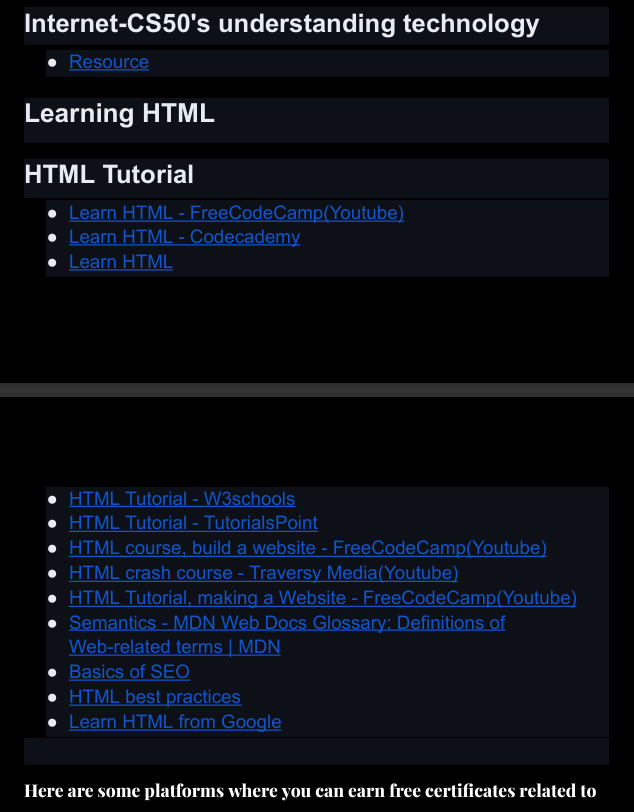 Internet-CS50's understanding technology
● Resource
Learning HTML
HTML Tutorial
● Learn HTML - FreeCodeCamp(Youtube)
● Learn HTML - Codecademy
● Learn HTML
● HTML Tutorial - W3schools
● HTML Tutorial - TutorialsPoint
● HTML course, build a website - FreeCodeCamp(Youtube)
● HTML crash course - Traversy Media(Youtube)
● HTML Tutorial, making a Website - FreeCodeCamp(Youtube)
● Semantics - MDN Web Docs Glossary: Definitions of
Web-related terms | MDN
● Basics of SEO
● HTML best practices
● Learn HTML from Google
Here are some platforms where you can earn free certificates related to